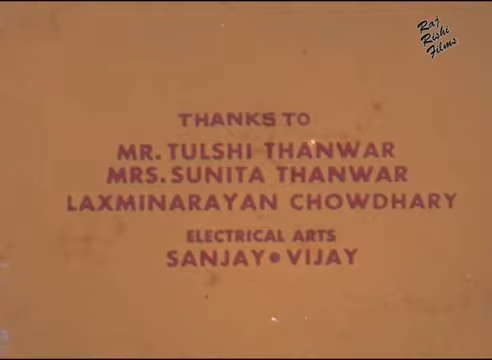 Raj
Rishi
Films
THANKS TO
MR. TULSHI THANWAR
MRS. SUNITA THANWAR
LAXMINARAYAN CHOWDHARY
ELECTRICAL ARTS
SANJAY • VIJAY